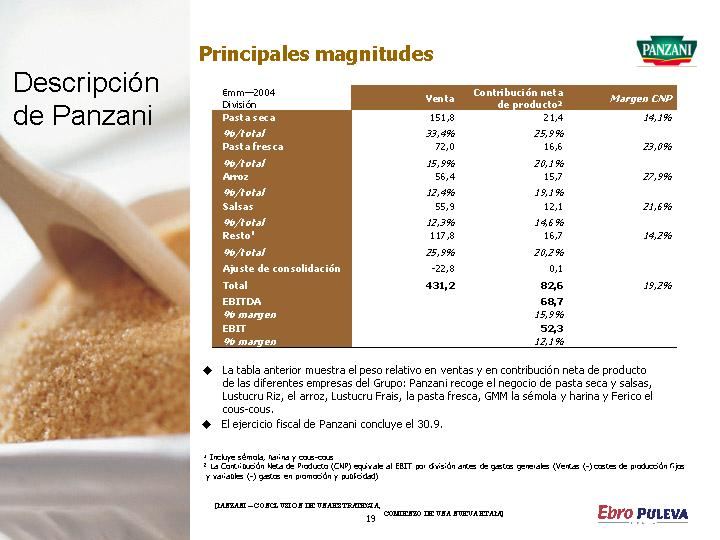 Principales magnitudes
PANZANI
Descripción
de Panzani
€mm—2004
División Venta Contribución neta de producto² Margen CNP
Pasta seca 151,8 21,4 14,1%
%/total 33,4% 25,9%
Pasta fresca 72,0 16,6 23,0%
%/total 15,9% 20,1%
Arroz 56,4 15,7 27,9%
%/total 12,4% 19,1%
Salsas 55,9 12,1 21,6%
%/total 12,3% 14,6%
Resto¹ 117,8 16,7 14,2%
%/total 25,9% 20,2%
Ajuste de consolidación -22,8 0,1
Total 431,2 82,6 19,2%
EBITDA 68,7
% margen 15,9%
EBIT 52,3
% margen 12,1%
◆ La tabla anterior muestra el peso relativo en ventas y en contribución neta de producto
de las diferentes empresas del Grupo: Panzani recoge el negocio de pasta seca y salsas,
Lustucru Riz, el arroz, Lustucru Frais, la pasta fresca, GMM la sémola y harina y Ferico el
cous-cous.
◆ El ejercicio fiscal de Panzani concluye el 30.9.
¹ Incluye sémola, harina y cous-cous
² La Contribución Neta de Producto (CNP) equivale al EBIT por división antes de gastos generales (Ventas (-) costes de producción fijos
y variables (-) gastos en promoción y publicidad)
[PANZANI – CONCLUSION DE UNA ESTRATEGIA,
COMIENZO DE UNA NUEVA ETAPA]
19
Ebro PULEVA